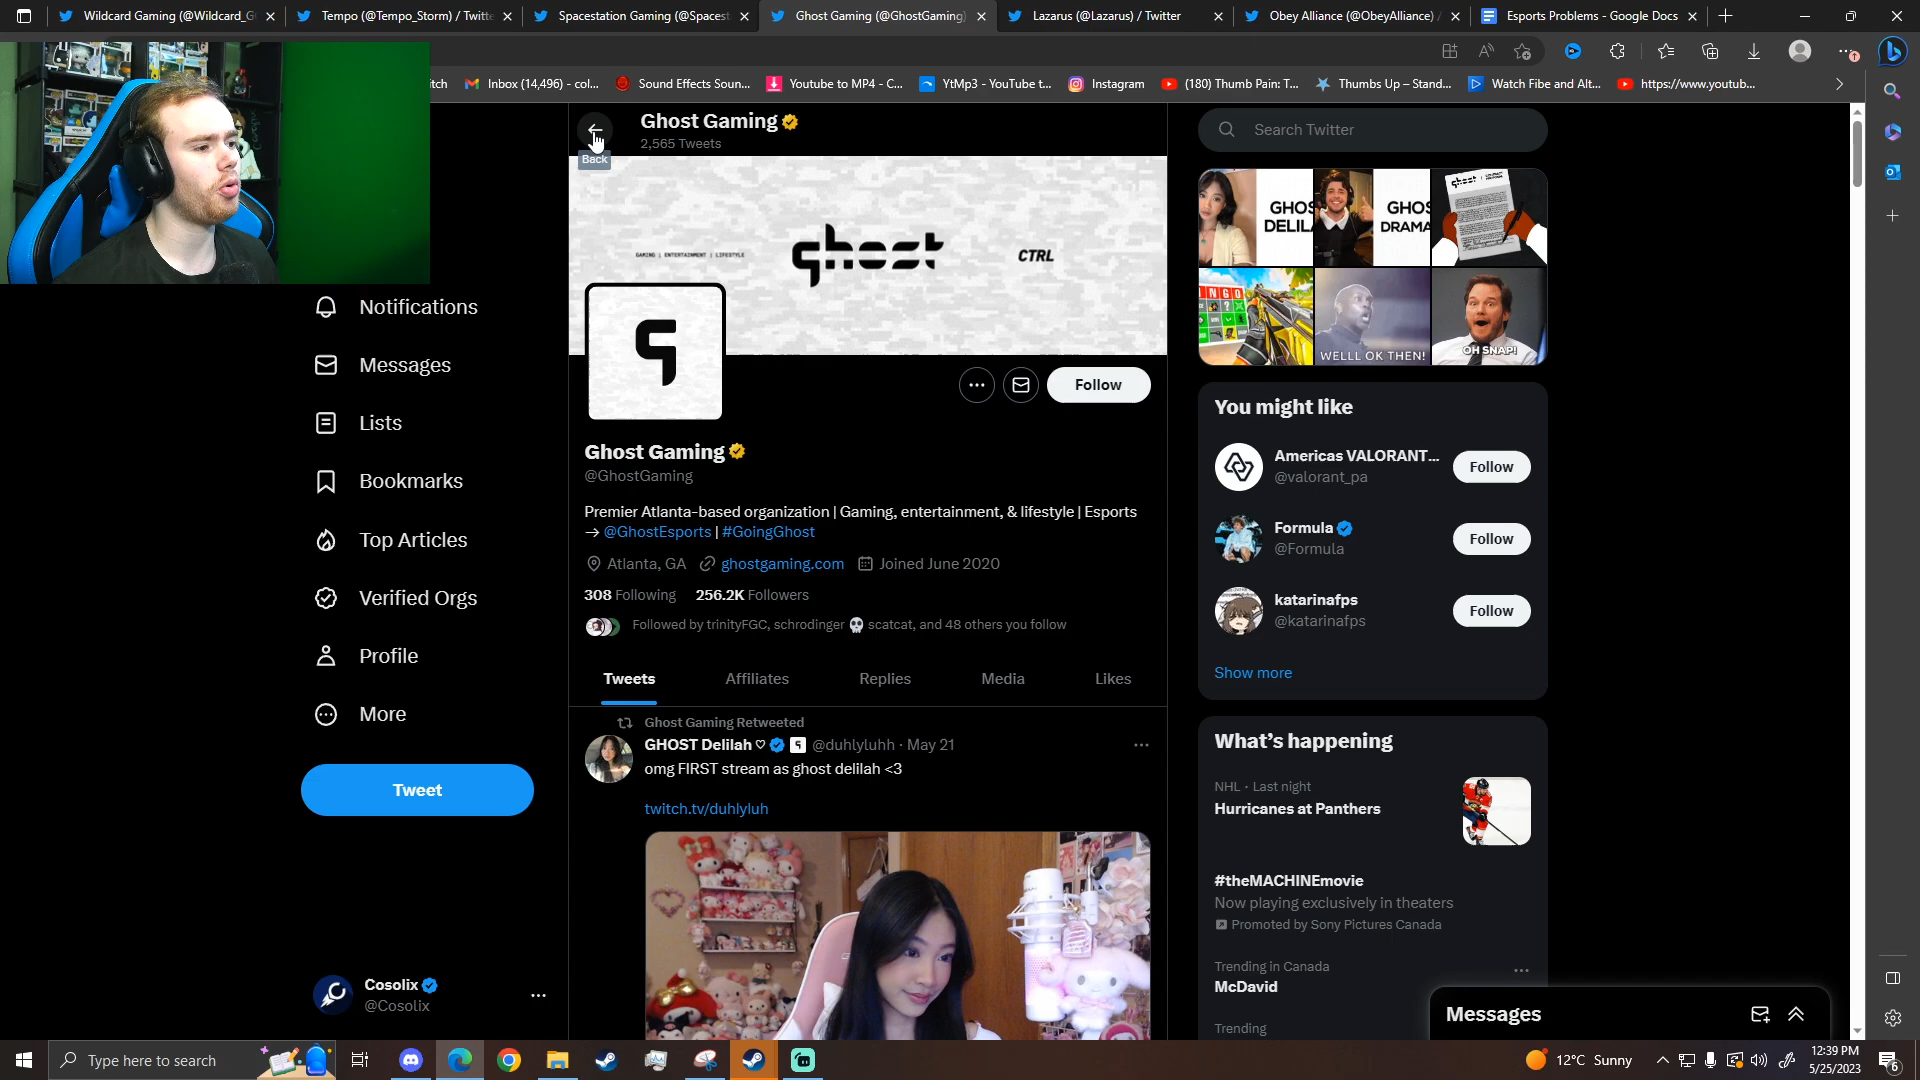 Wildcard Gaming (@Wildcard_G
Tempo (@Tempo_Storm) / Twitte
Spacestation Gaming (@Spacest
Ghost Gaming (@GhostGaming)
Lazarus (@Lazarus) / Twitter
Obey Alliance (@ObeyAlliance) /
Esports Problems - Google Docs
itch
Inbox (14,496) - col...
Sound Effects Soun...
Youtube to MP4 - C...
YtMp3 - YouTube t...
Instagram
(180) Thumb Pain: T...
Thumbs Up – Stand...
Watch Fibe and Alt...
https://www.youtub...
Ghost Gaming
2,565 Tweets
Back
GAMING | ENTERTAINMENT | LIFESTYLE
ghost
CTRL
Follow
Ghost Gaming
@GhostGaming
Premier Atlanta-based organization | Gaming, entertainment, & lifestyle | Esports
→ @GhostEsports | #GoingGhost
Atlanta, GA ghostgaming.com Joined June 2020
308 Following 256.2K Followers
Followed by trinityFGC, schrodinger 💀 scatcat, and 48 others you follow
Tweets Affiliates Replies Media Likes
Ghost Gaming Retweeted
GHOST Delilah ♡ @duhlyluhh · May 21
omg FIRST stream as ghost delilah <3
twitch.tv/duhlyluh
Notifications
Messages
Lists
Bookmarks
Top Articles
Verified Orgs
Profile
More
Tweet
Cosolix
@Cosolix
Search Twitter
GHOS
DELIL
GHOS
DRAMA
ghost
INGO
WELLL OK THEN!
OH SNAP!
You might like
Americas VALORANT...
@valorant_pa
Follow
Formula
@Formula
Follow
katarinafps
@katarinafps
Follow
Show more
What's happening
NHL · Last night
Hurricanes at Panthers
#theMACHINEmovie
Now playing exclusively in theaters
Promoted by Sony Pictures Canada
Trending in Canada
McDavid
Trending
Messages
Type here to search
12°C Sunny
12:39 PM
5/25/2023
6